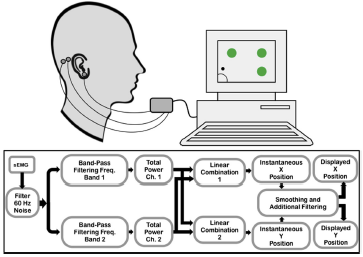 sEMG
Filter
60 Hz
Noise
Band-Pass
Filtering Freq.
Band 1
Total
Power
Ch. 1
Linear
Combination
1
Instantaneous
X
Position
Displayed
X
Position
Smoothing and
Additional Filtering
Band-Pass
Filtering Freq.
Band 2
Total
Power
Ch. 2
Linear
Combination
2
Instantaneous
Y
Position
Displayed
Y
Position